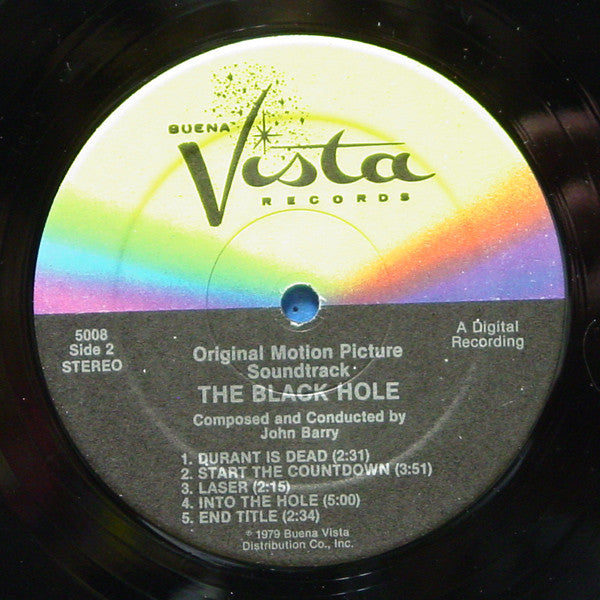 BUENA
Vista
RECORDS
5008
Side 2
STEREO
A Digital
Recording
Original Motion Picture
Soundtrack
THE BLACK HOLE
Composed and Conducted by
John Barry
1. DURANT IS DEAD (2:31)
2. START THE COUNTDOWN (3:51)
3. LASER (2:15)
4. INTO THE HOLE (5:00)
5. END TITLE (2:34)
℗ 1979 Buena Vista
Distribution Co., Inc.